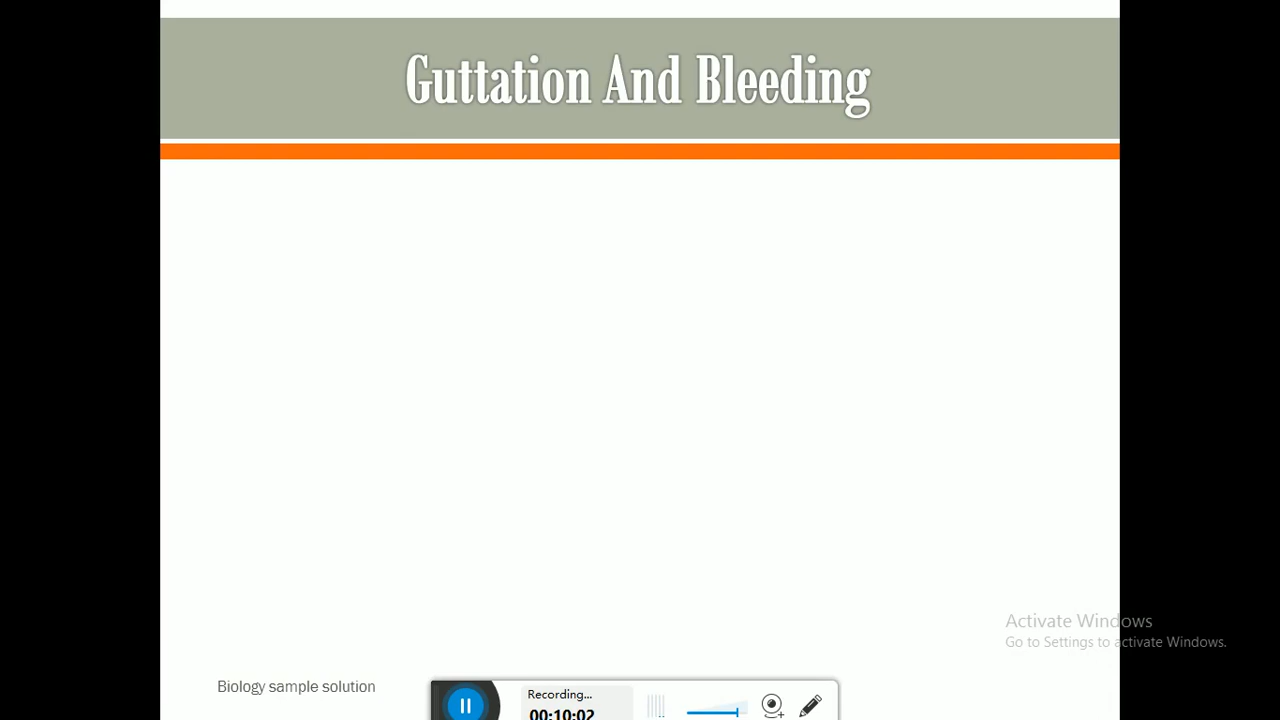 Guttation And Bleeding
Activate Windows
Go to Settings to activate Windows.
Biology sample solution
Recording...
00:10:02